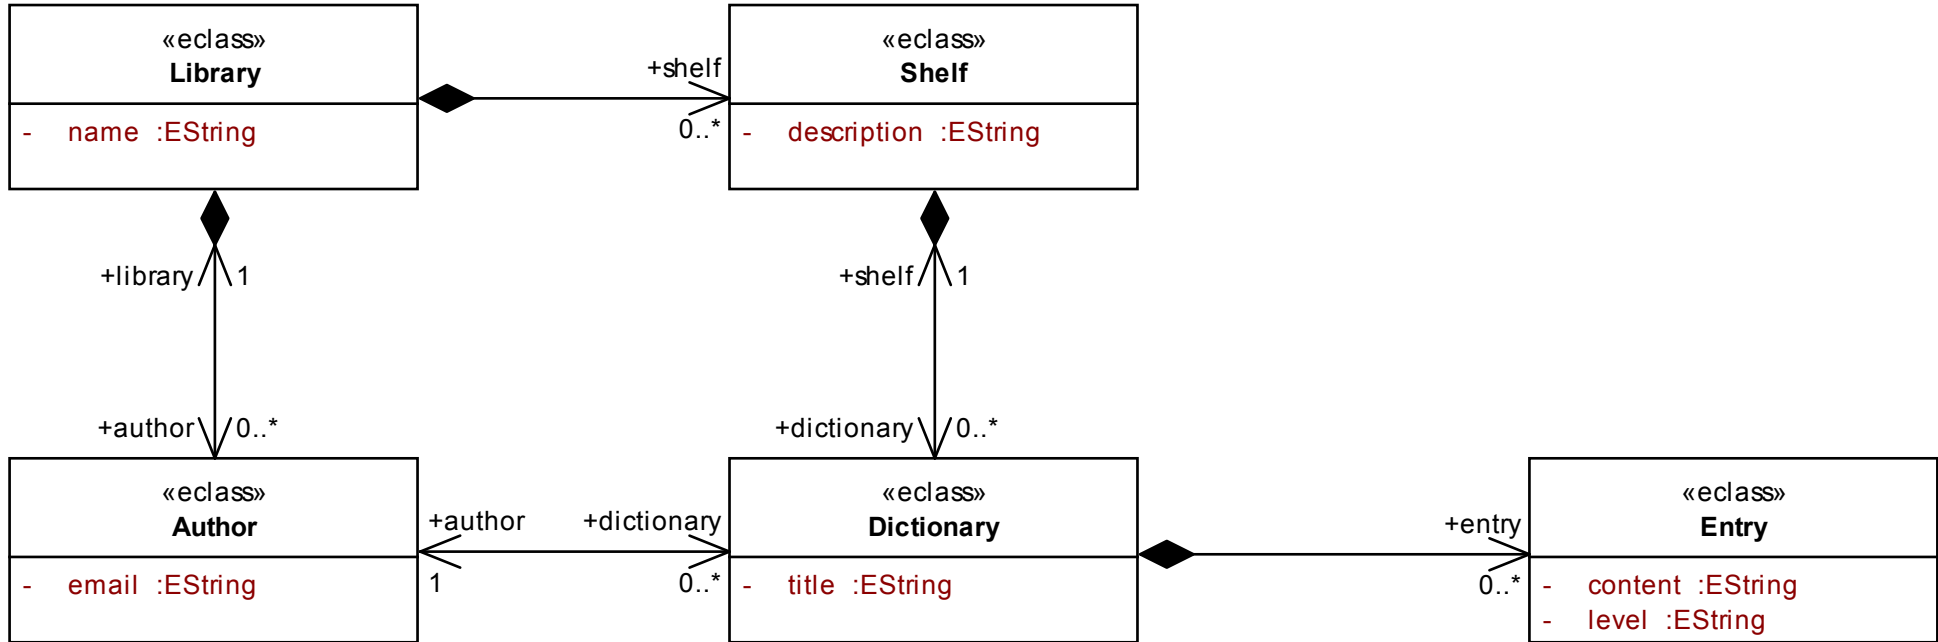 «eclass»
Library
- name :EString
+shelf
0..*
«eclass»
Shelf
- description :EString
+library 1
+author 0..*
+shelf 1
+dictionary 0..*
«eclass»
Author
- email :EString
+author
1
+dictionary
0..*
«eclass»
Dictionary
- title :EString
+entry
0..*
«eclass»
Entry
- content :EString
- level :EString